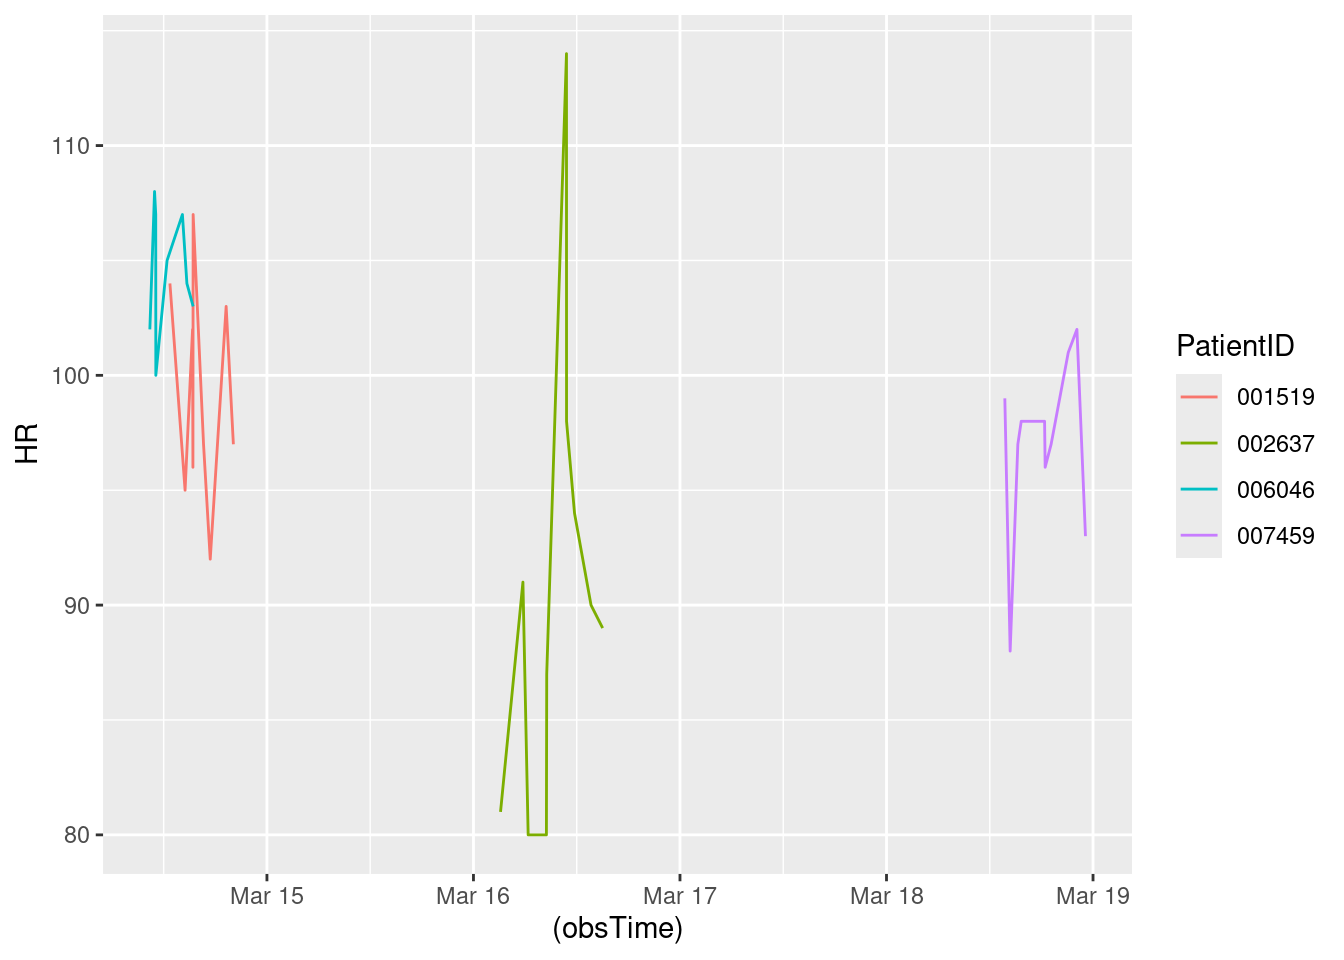 110
100
90
80
HR
Mar 15
Mar 16
Mar 17
Mar 18
Mar 19
(obsTime)
PatientID
001519
002637
006046
007459